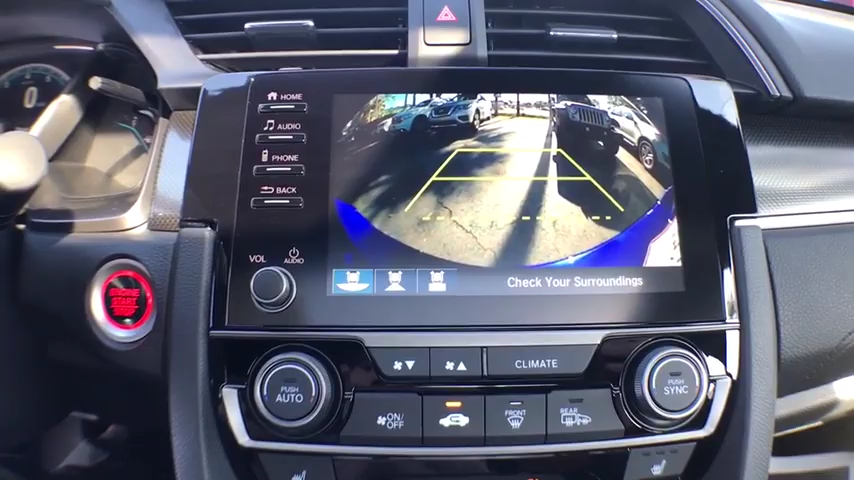 0
HOME
AUDIO
PHONE
BACK
VOL
AUDIO
Check Your Surroundings
ENGINE
START
STOP
CLIMATE
PUSH
AUTO
ON/
OFF
FRONT
REAR
PUSH
SYNC